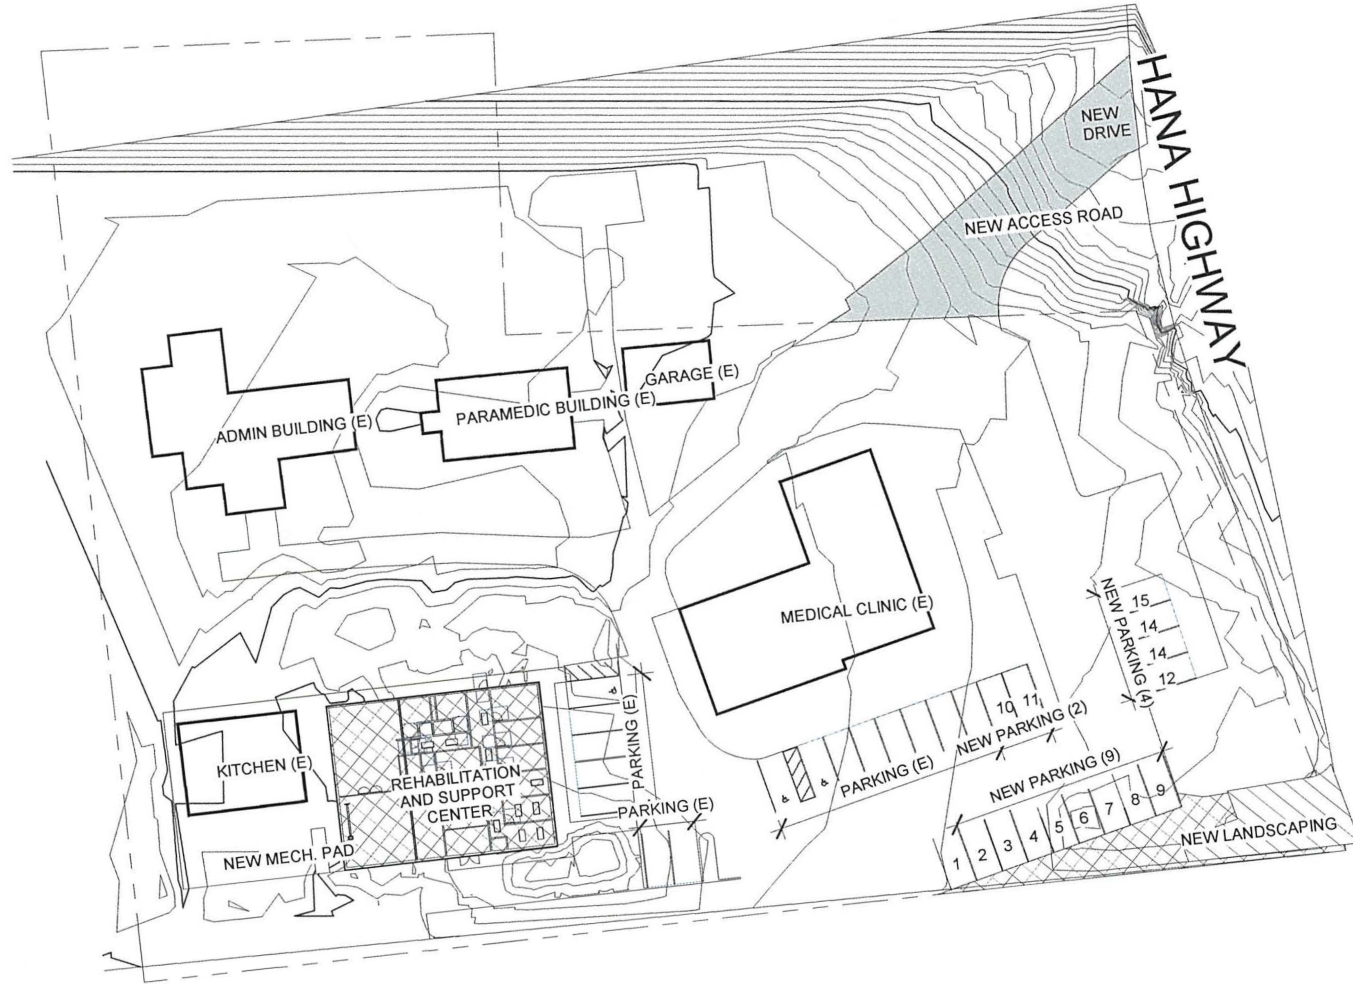 HANA HIGHWAY
NEW
DRIVE
NEW ACCESS ROAD
GARAGE (E)
PARAMEDIC BUILDING (E)
ADMIN BUILDING (E)
MEDICAL CLINIC (E)
NEW PARKING (4)
15
14
14
12
PARKING (E)
10
11
NEW PARKING (2)
PARKING (E)
KITCHEN (E)
REHABILITATION
AND SUPPORT
CENTER
PARKING (E)
NEW PARKING (9)
1
2
3
4
5
6
7
8
9
NEW LANDSCAPING
NEW MECH. PAD